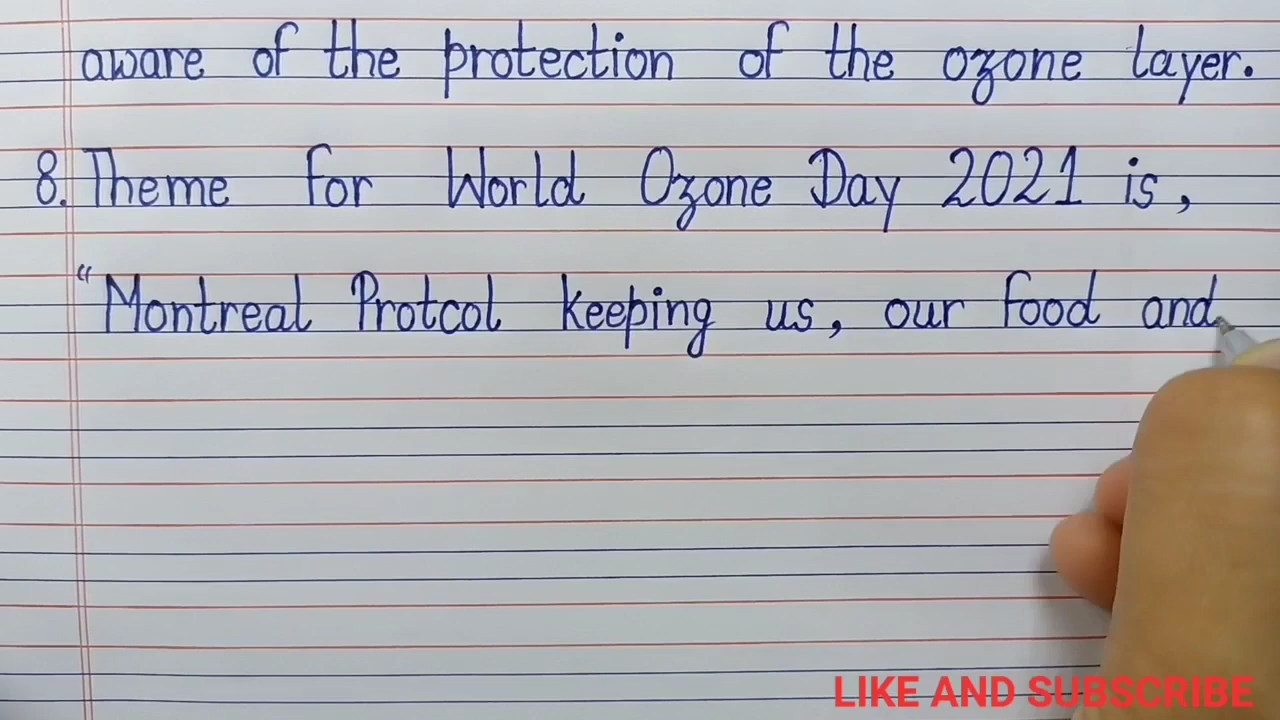 aware of the protection of the ozone layer.
8. Theme for World Ozone Day 2021 is,
"Montreal Protcol keeping us, our food and
LIKE AND SUBSCRIBE